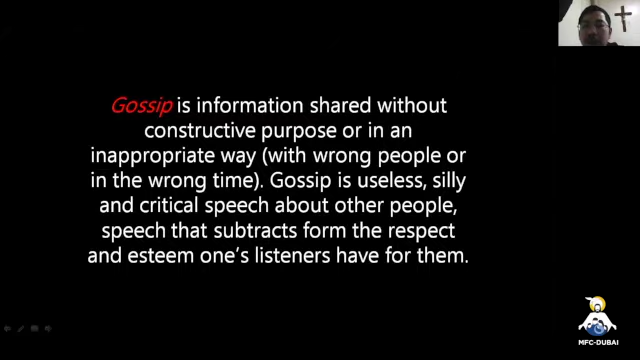 Gossip is information shared without
constructive purpose or in an
inappropriate way (with wrong people or
in the wrong time). Gossip is useless, silly
and critical speech about other people,
speech that subtracts form the respect
and esteem one's listeners have for them.
MFC-DUBAI